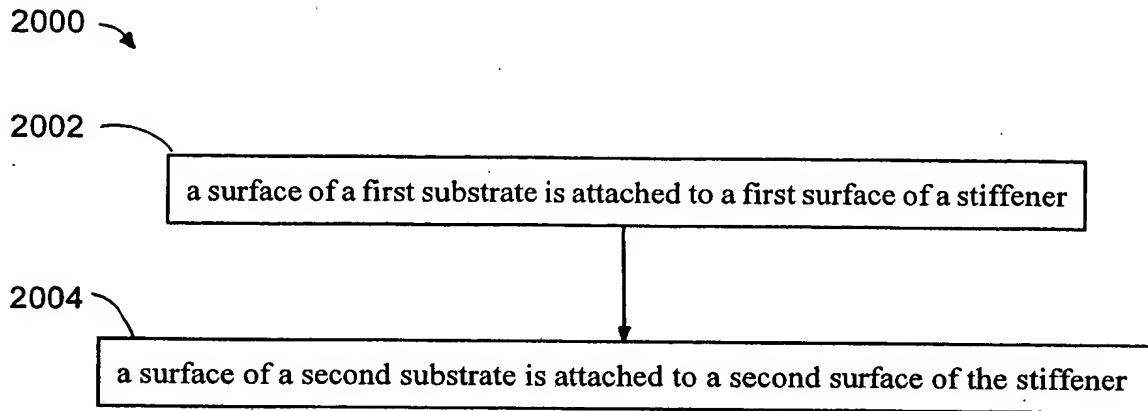 2000
2002
a surface of a first substrate is attached to a first surface of a stiffener
2004
a surface of a second substrate is attached to a second surface of the stiffener